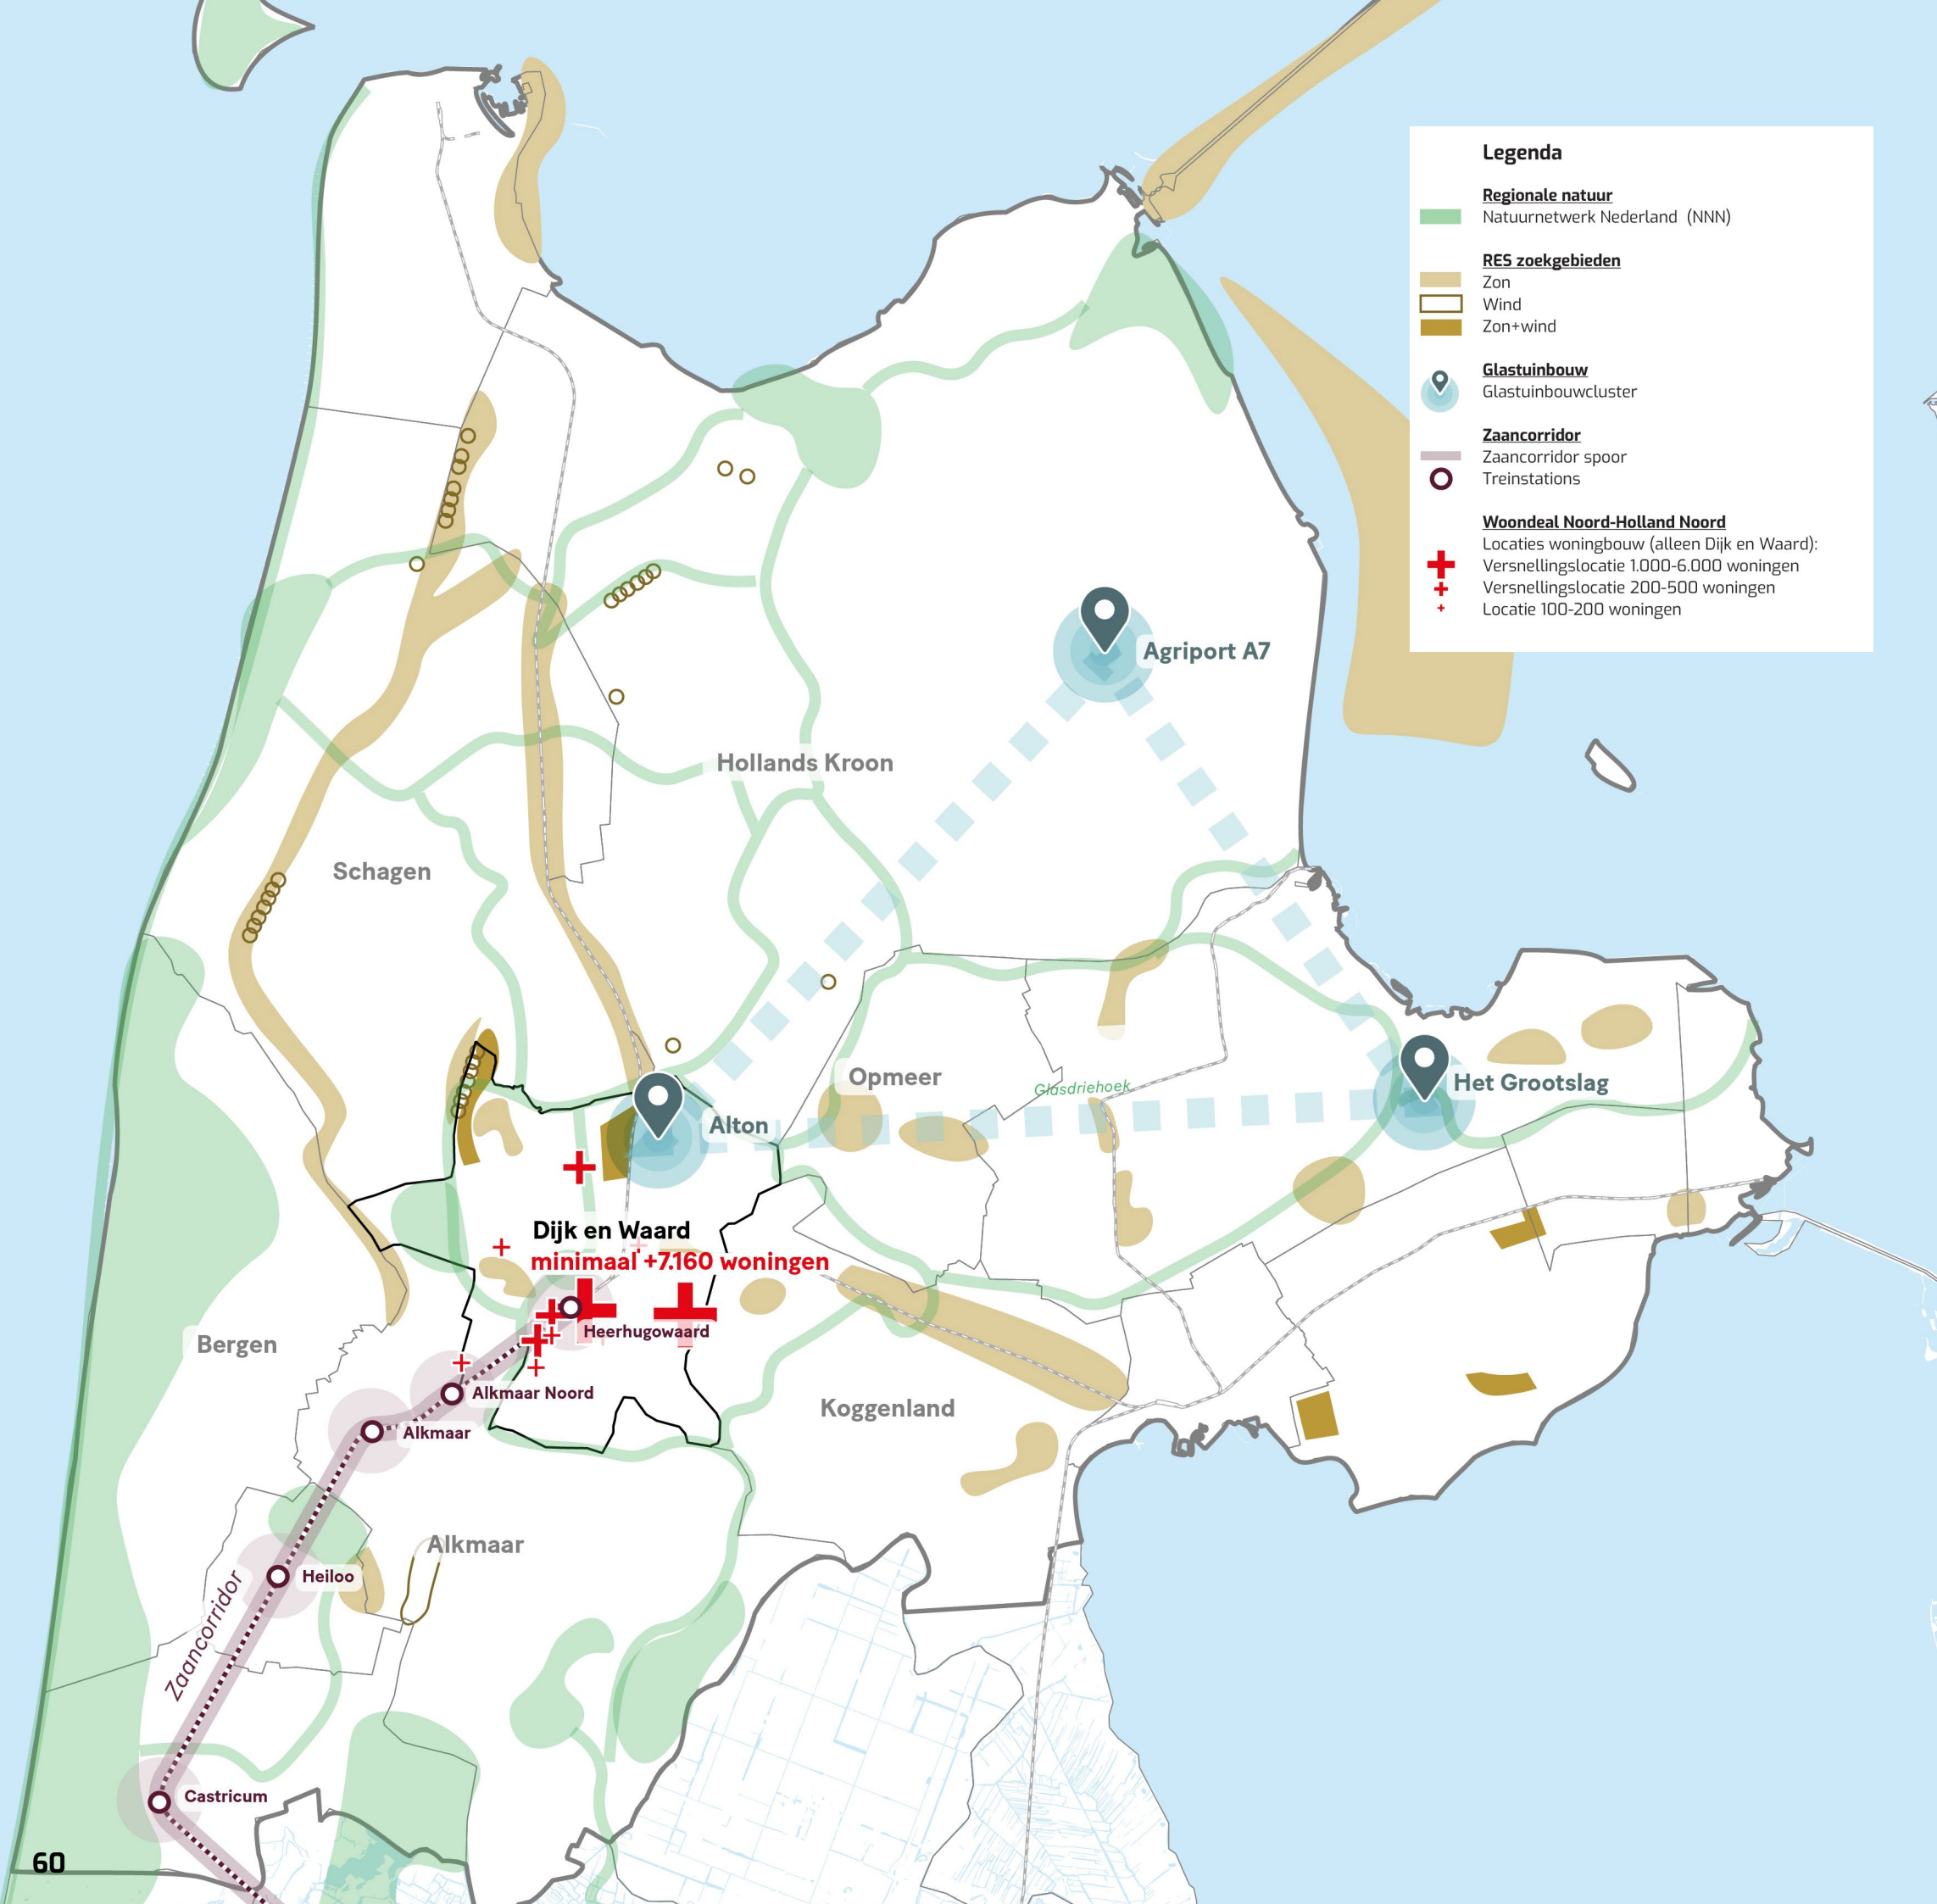 Legenda
Regionale natuur
Natuurnetwerk Nederland (NNN)
RES zoekgebieden
Zon
Wind
Zon+wind
Glastuinbouw
Glastuinbouwcluster
Zaancorridor
Zaancorridor spoor
Treinstations
Woondeal Noord-Holland Noord
Locaties woningbouw (alleen Dijk en Waard):
Versnellingslocatie 1.000-6.000 woningen
Versnellingslocatie 200-500 woningen
Locatie 100-200 woningen
Agriport A7
Hollands Kroon
Schagen
Opmeer
Glasdriehoek
Het Grootslag
Alton
Dijk en Waard
minimaal +7.160 woningen
Heerhugowaard
Bergen
Alkmaar Noord
Koggenland
Alkmaar
Alkmaar
Heiloo
Zaancorridor
Castricum
60